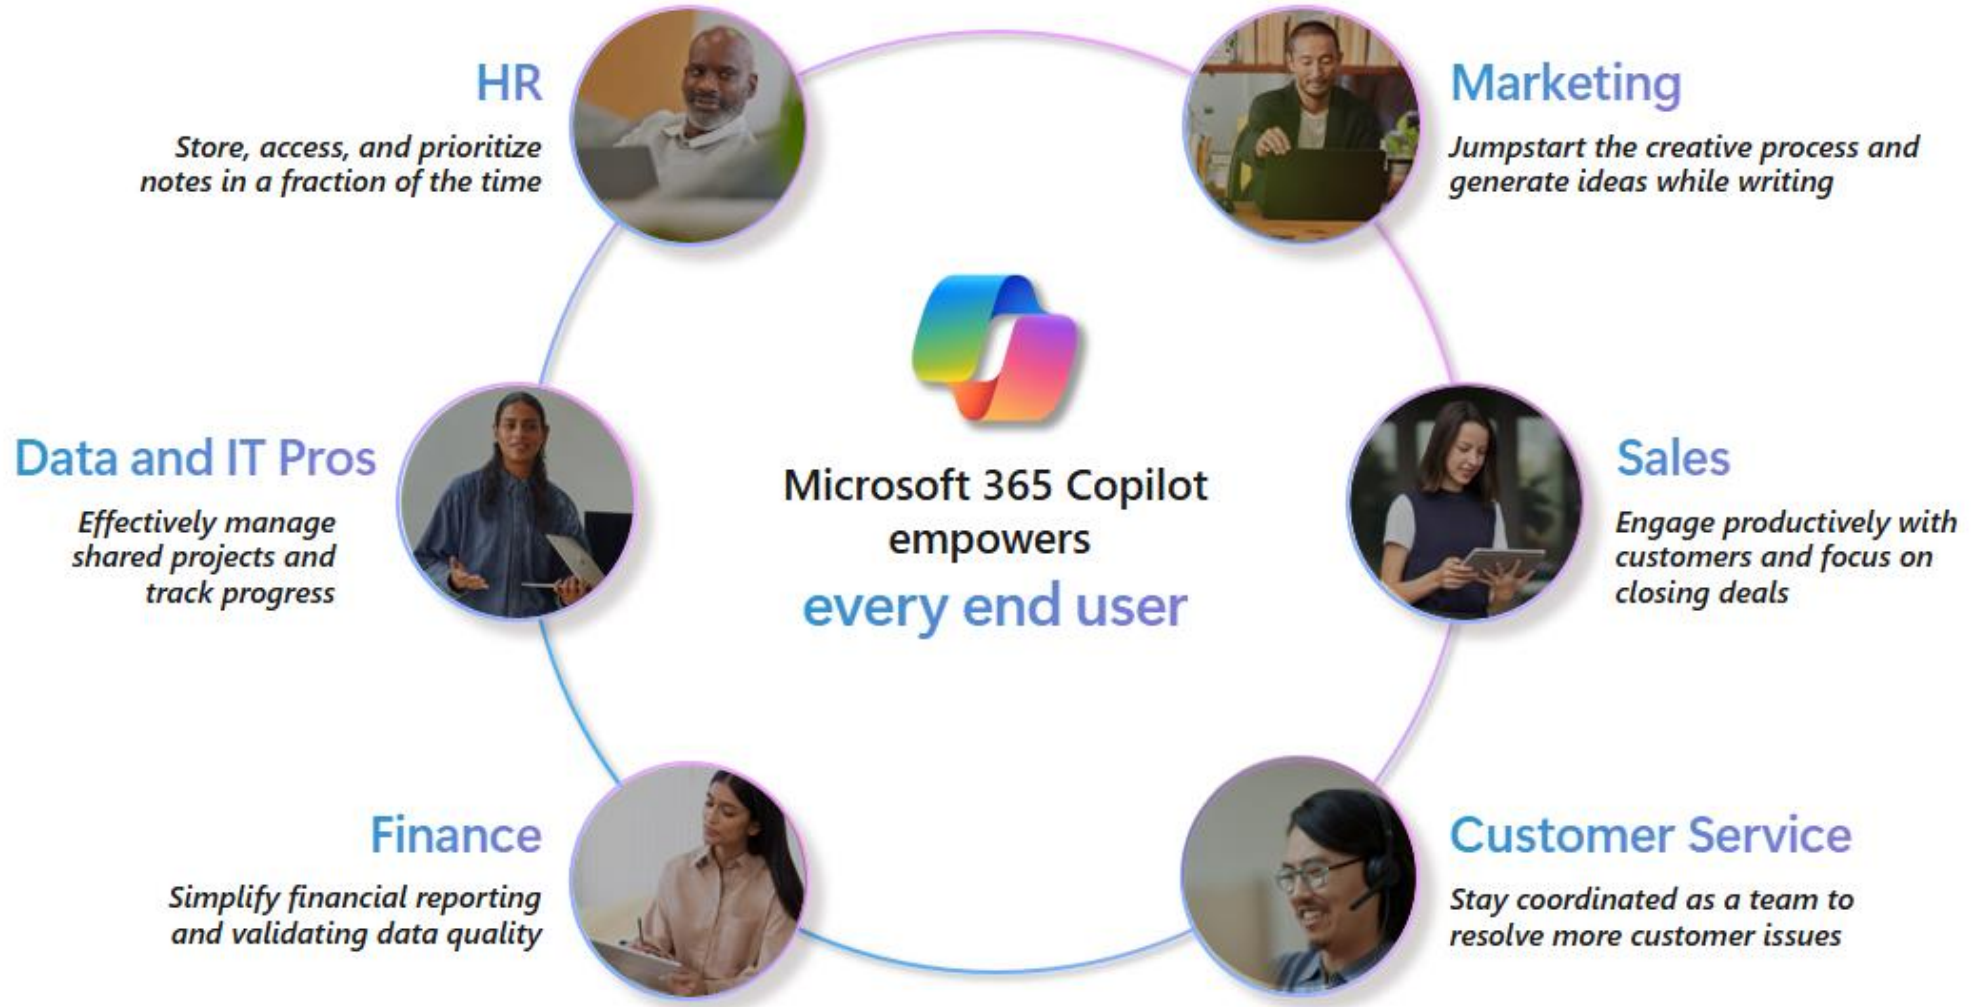 HR
Store, access, and prioritize
notes in a fraction of the time
Marketing
Jumpstart the creative process and
generate ideas while writing
Data and IT Pros
Effectively manage
shared projects and
track progress
Microsoft 365 Copilot
empowers
every end user
Sales
Engage productively with
customers and focus on
closing deals
Finance
Simplify financial reporting
and validating data quality
Customer Service
Stay coordinated as a team to
resolve more customer issues